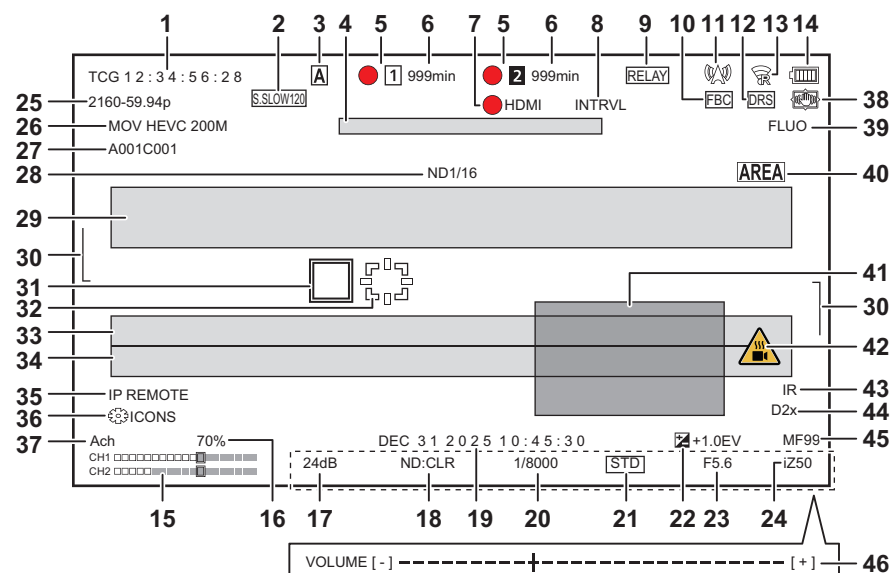 1 2 3 4 5 6 7 5 6 8 9 10 11 12 13 14
TCG 12:34:56:28
S.SLOW120
A
1 999min
2 999min
RELAY
R
25 2160-59.94p
HDMI
INTRVL
FBC
DRS
38
26 MOV HEVC 200M
FLUO 39
27 A001C001
28 ND1/16
AREA 40
29
30
31
32
41
30
33
34
42
35 IP REMOTE
IR 43
36 ICONS
D2x 44
37 Ach 70%
DEC 31 2025 10:45:30
+1.0EV
MF99 45
CH1
CH2
24dB ND:CLR 1/8000 STD F5.6 iZ50
15 16 17 18 19 20 21 22 23 24
VOLUME [ - ] [ + ] 46